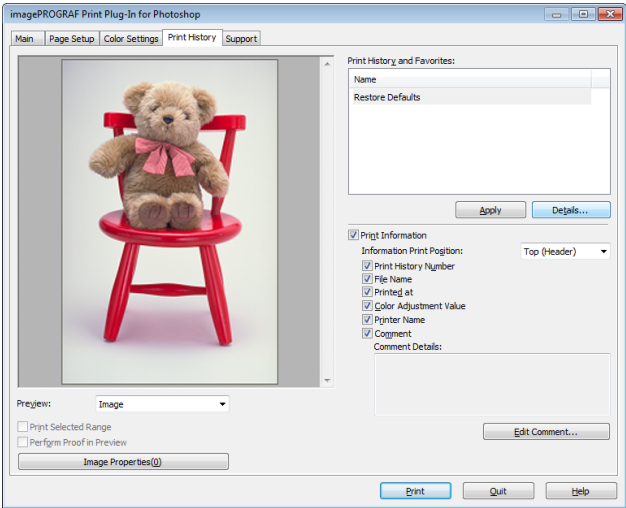 imagePROGRAF Print Plug-In for Photoshop
Main Page Setup Color Settings Print History Support
Print History and Favorites:
Name
Restore Defaults
Apply Details...
Print Information
Information Print Position: Top (Header)
Print History Number
File Name
Printed at
Color Adjustment Value
Printer Name
Comment
Comment Details:
Preview: Image
Print Selected Range
Perform Proof in Preview
Edit Comment...
Image Properties(0)
Print Quit Help